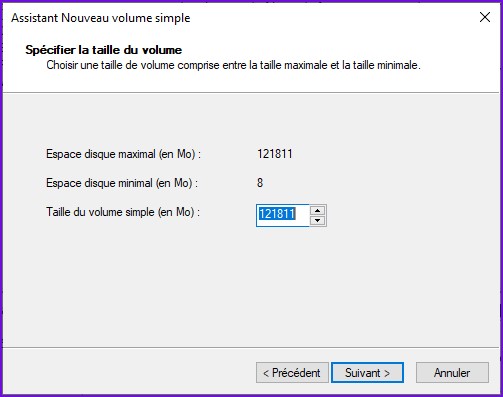 Assistant Nouveau volume simple
Spécifier la taille du volume
Choisir une taille de volume comprise entre la taille maximale et la taille minimale.
Espace disque maximal (en Mo) : 121811
Espace disque minimal (en Mo) : 8
Taille du volume simple (en Mo) : 121811
< Précédent Suivant > Annuler